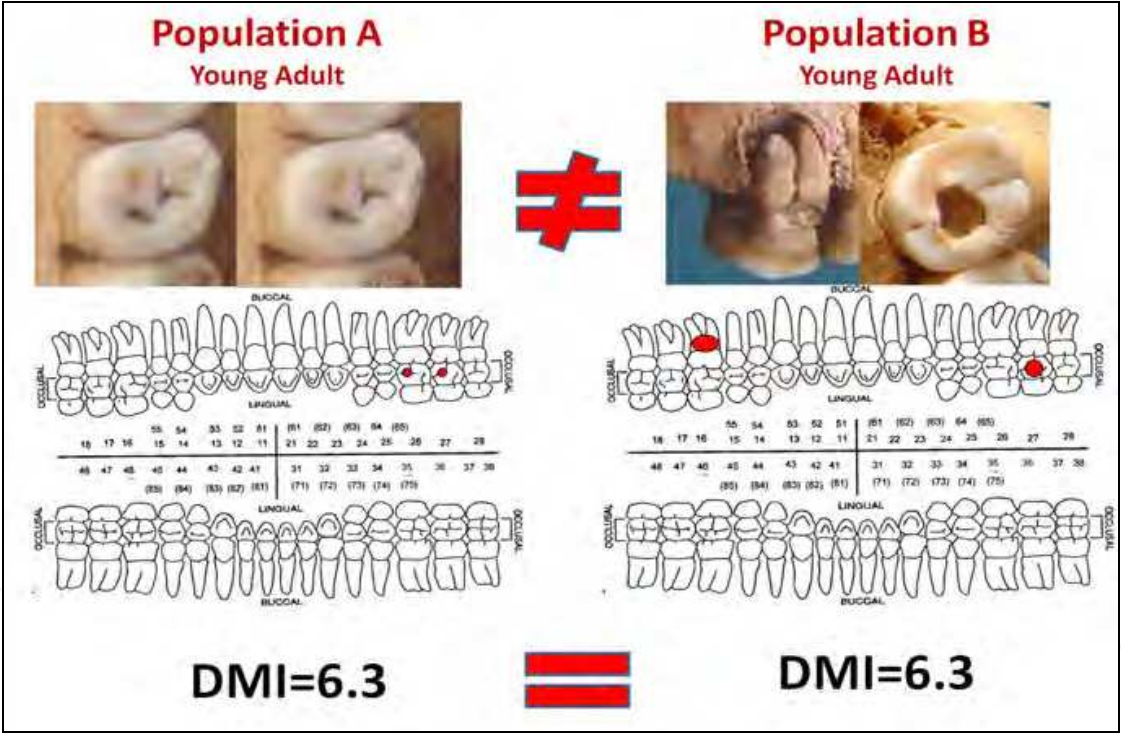 Population A
Young Adult
Population B
Young Adult
≠
BUCCAL
OCCLUSAL
OCCLUSAL
LINGUAL
55 54 53 52 51 (61) (62) (63) 64 (65)
18 17 16 15 14 13 12 11 21 22 23 24 25 26 27 28
48 47 46 45 44 43 42 41 31 32 33 34 35 36 37 38
(85) (84) (83) (82) (81) (71) (72) (73) (74) (75)
LINGUAL
OCCLUSAL
OCCLUSAL
BUCCAL
BUCCAL
OCCLUSAL
OCCLUSAL
LINGUAL
55 54 53 52 51 (61) (62) (63) 64 (65)
18 17 16 15 14 13 12 11 21 22 23 24 25 26 27 28
48 47 46 45 44 43 42 41 31 32 33 34 35 36 37 38
(85) (84) (83) (82) (81) (71) (72) (73) (74) (75)
LINGUAL
OCCLUSAL
OCCLUSAL
BUCCAL
DMI=6.3
=
DMI=6.3